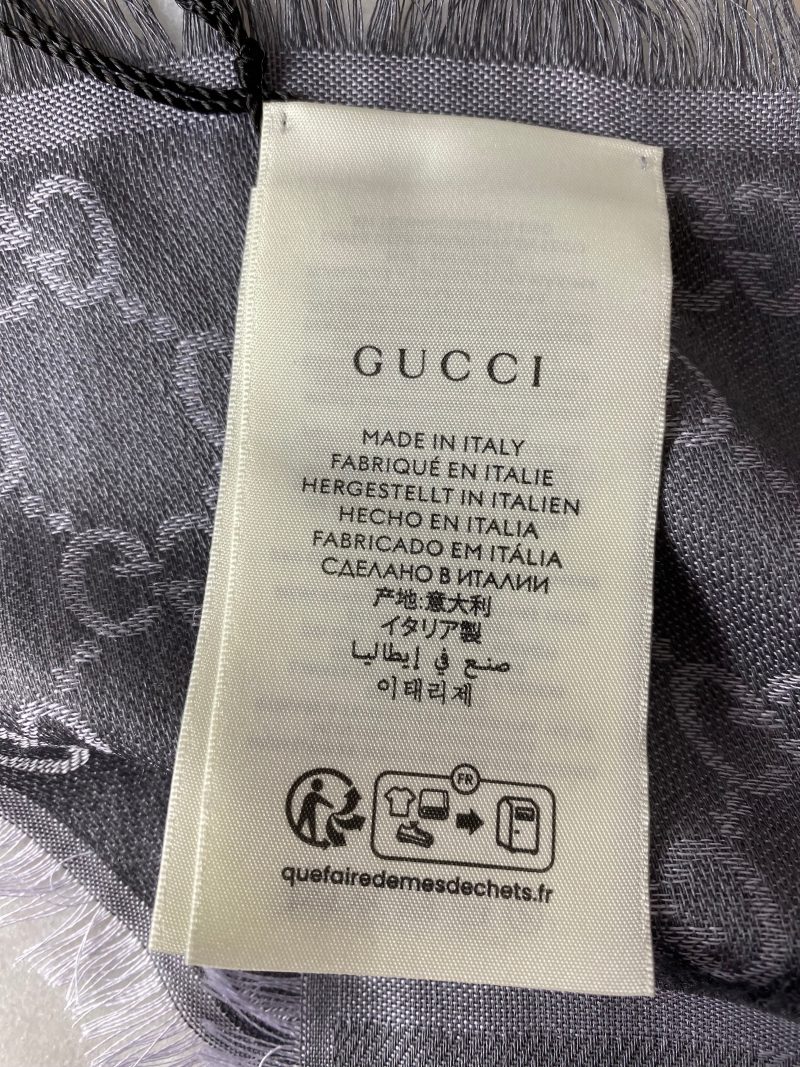 GUCCI
MADE IN ITALY
FABRIQUÉ EN ITALIE
HERGESTELLT IN ITALIEN
HECHO EN ITALIA
FABRICADO EM ITÁLIA
СДЕЛАНО В ИТАЛИИ
产地:意大利
イタリア製
صنع في إيطاليا
이태리제
FR
quefairedemesdechets.fr